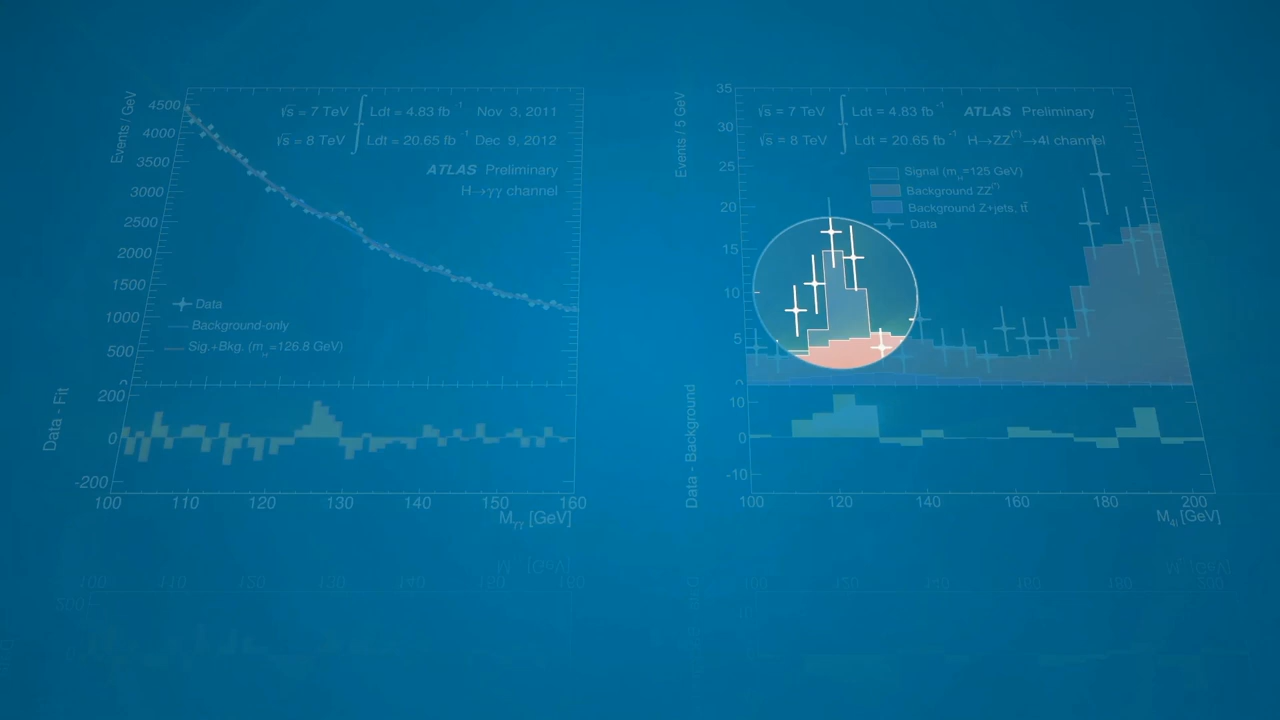 4500
4000
3500
3000
2500
2000
1500
1000
500
Events / GeV
√s = 7 TeV ∫ Ldt = 4.83 fb⁻¹ Nov 3, 2011
√s = 8 TeV Ldt = 20.65 fb⁻¹ Dec 9, 2012
ATLAS Preliminary
H→γγ channel
Data
Background-only
Sig.+Bkg. (mH=126.8 GeV)
200
0
-200
Data - Fit
100 110 120 130 140 150 160
Mγγ [GeV]
35
30
25
20
15
10
5
Events / 5 GeV
√s = 7 TeV ∫ Ldt = 4.83 fb⁻¹ ATLAS Preliminary
√s = 8 TeV Ldt = 20.65 fb⁻¹ H→ZZ(*)→4l channel
Signal (mH=125 GeV)
Background ZZ(*)
Background Z+jets, tt̄
Data
10
0
-10
Data - Background
100 120 140 160 180 200
M4l [GeV]